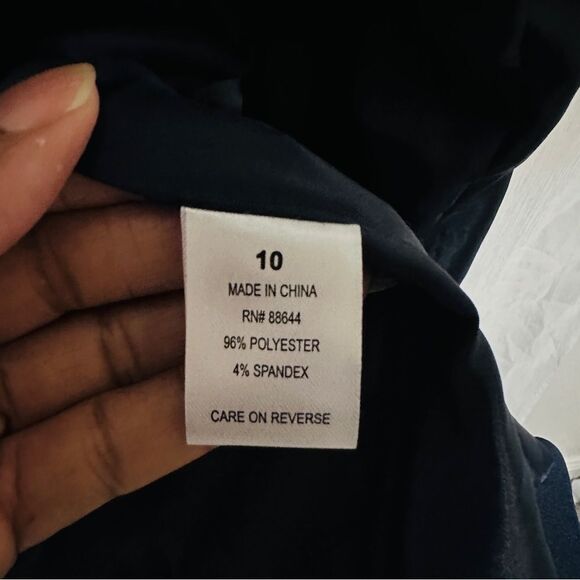 10
MADE IN CHINA
RN# 88644
96% POLYESTER
4% SPANDEX
CARE ON REVERSE